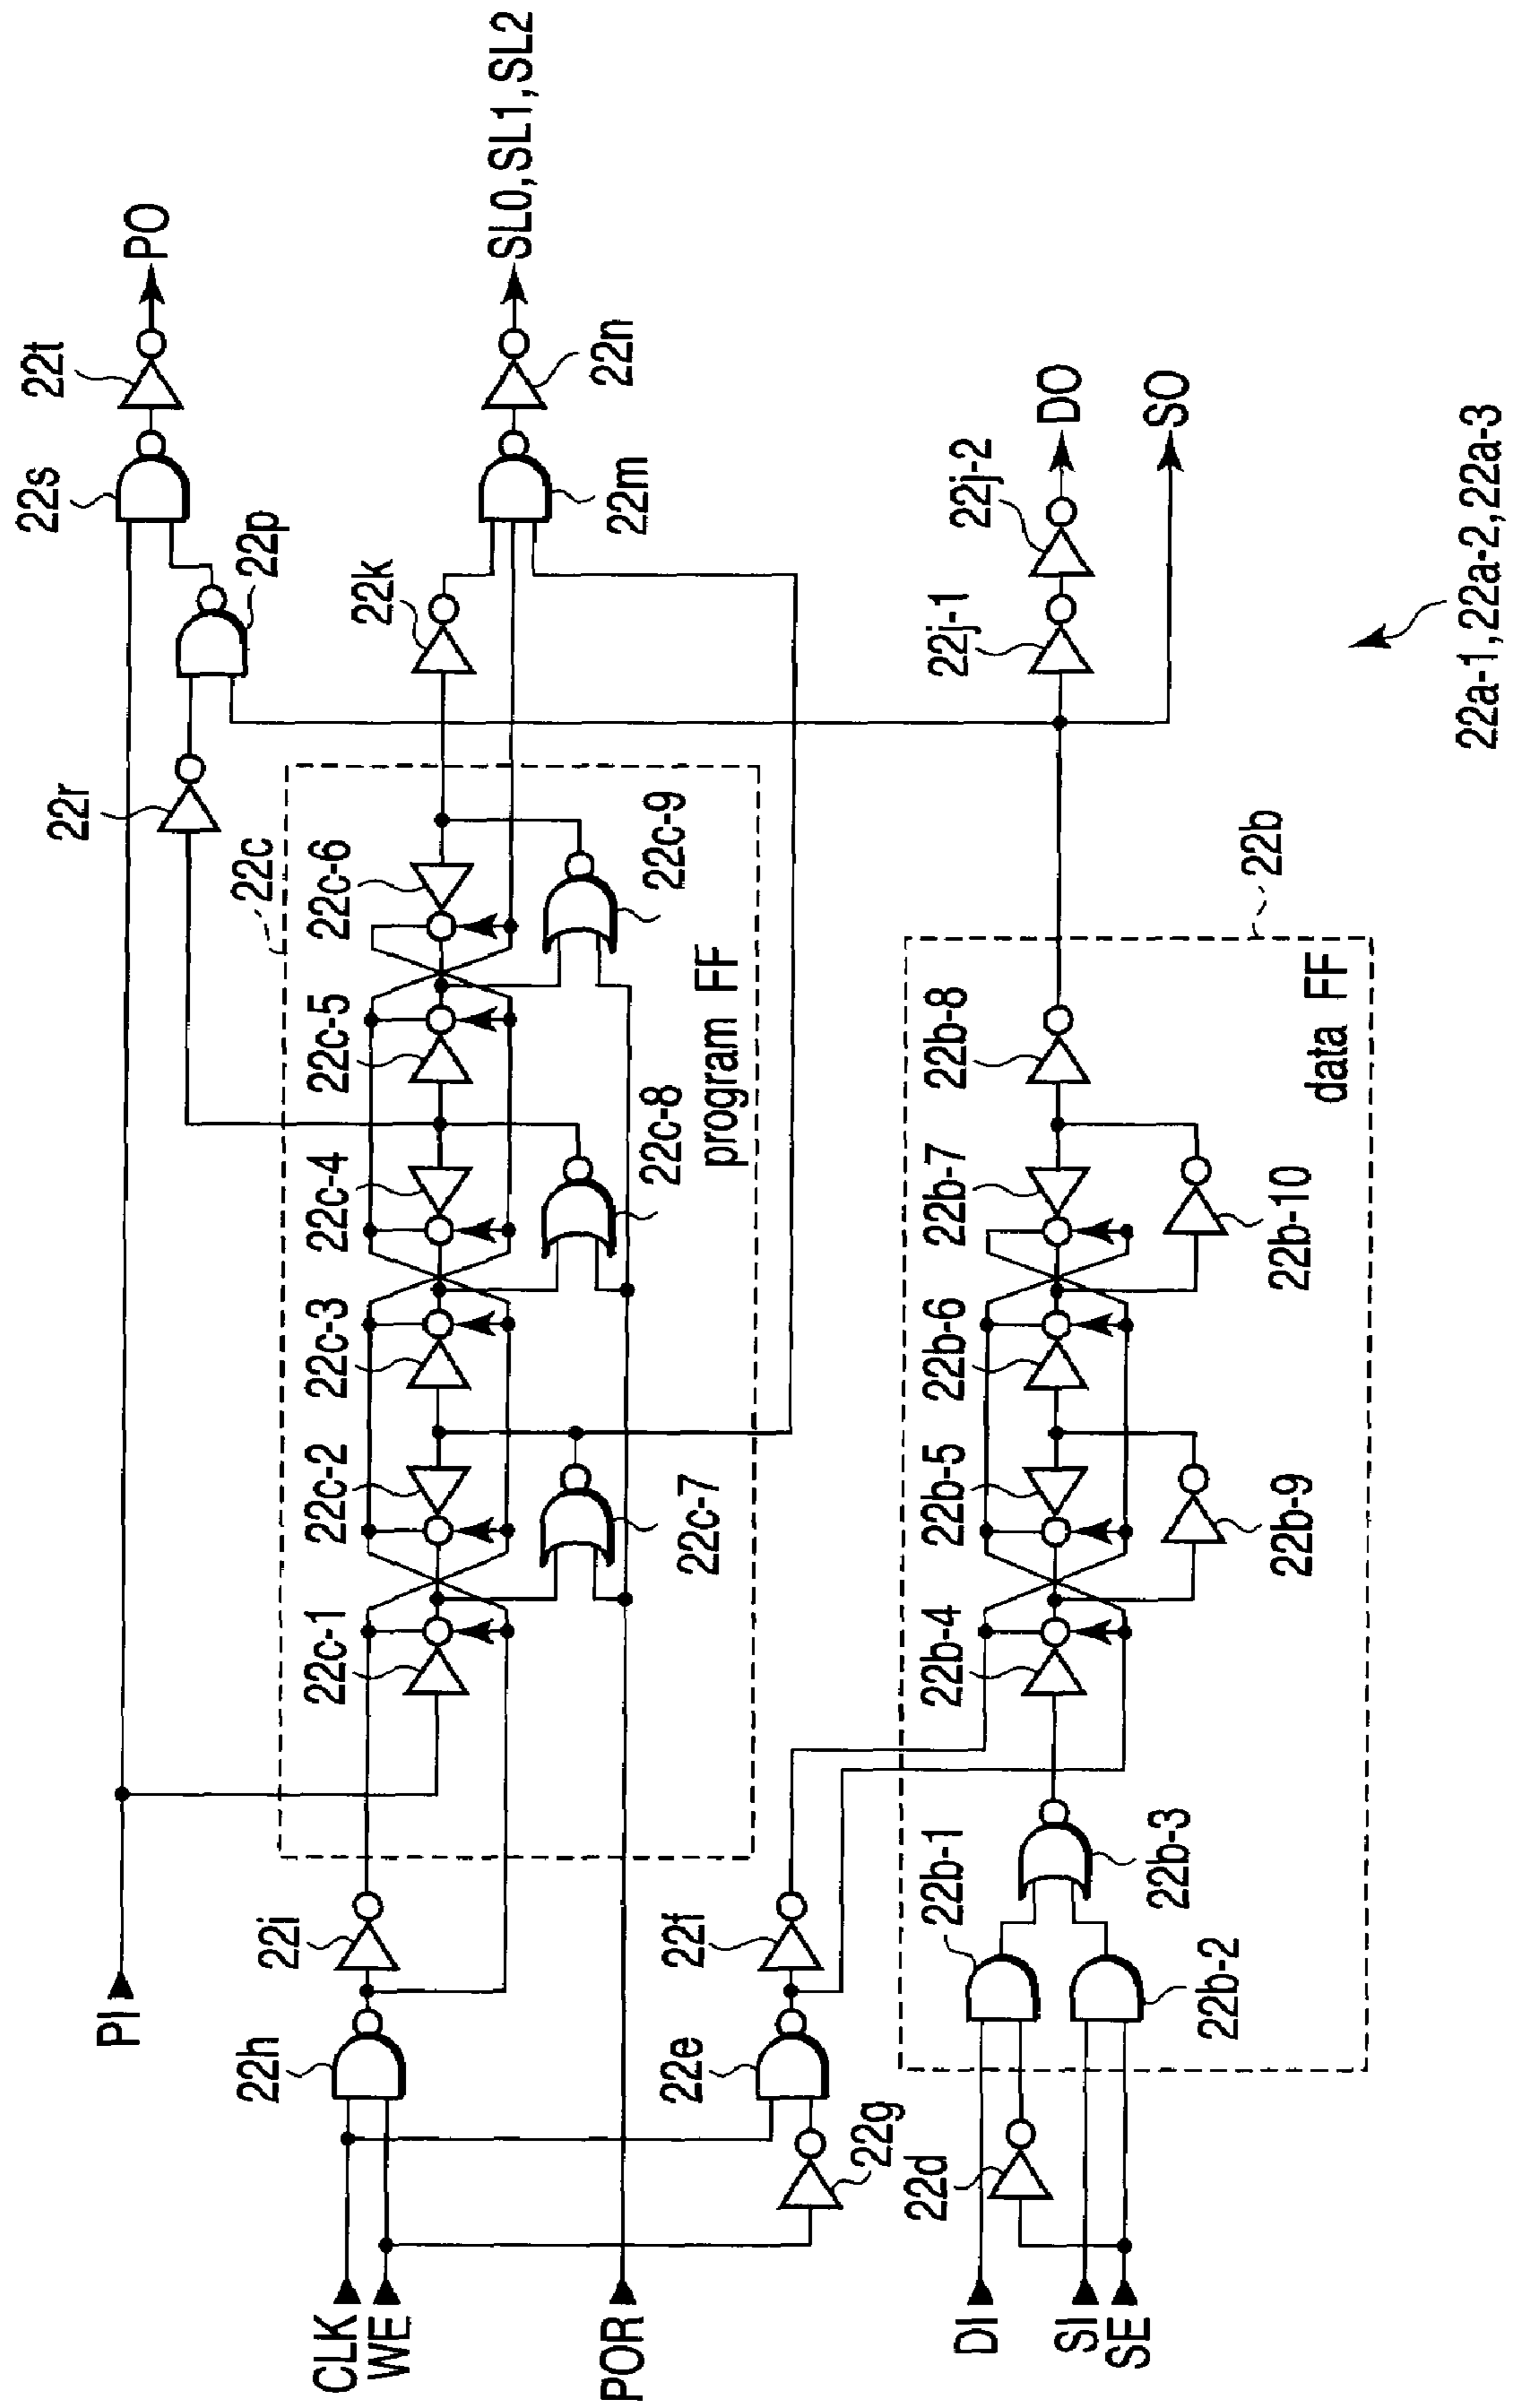 PI
PO
22t
22s
22p
22r
22c
SL0,SL1,SL2
22n
22m
22k
22c-1
22c-2
22c-3
22c-4
22c-5
22c-6
22c-7
22c-8
22c-9
program FF
22i
22h
CLK
WE
POR
22e
22f
22g
22d
DI
SI
SE
22b
22b-1
22b-2
22b-3
22b-4
22b-5
22b-6
22b-7
22b-8
22b-9
22b-10
data FF
22j-1
22j-2
DO
SO
22a-1,22a-2,22a-3